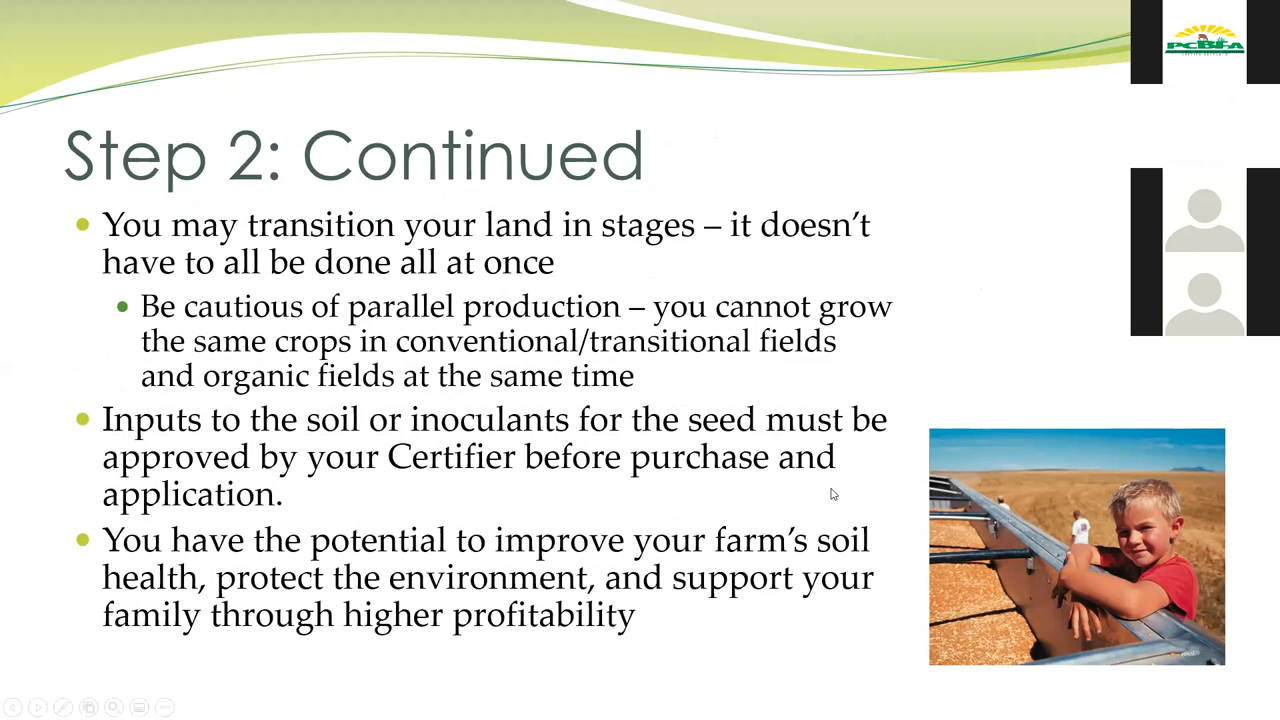 PCBFA
Step 2: Continued
You may transition your land in stages – it doesn't
have to all be done all at once
Be cautious of parallel production – you cannot grow
the same crops in conventional/transitional fields
and organic fields at the same time
Inputs to the soil or inoculants for the seed must be
approved by your Certifier before purchase and
application.
You have the potential to improve your farm's soil
health, protect the environment, and support your
family through higher profitability